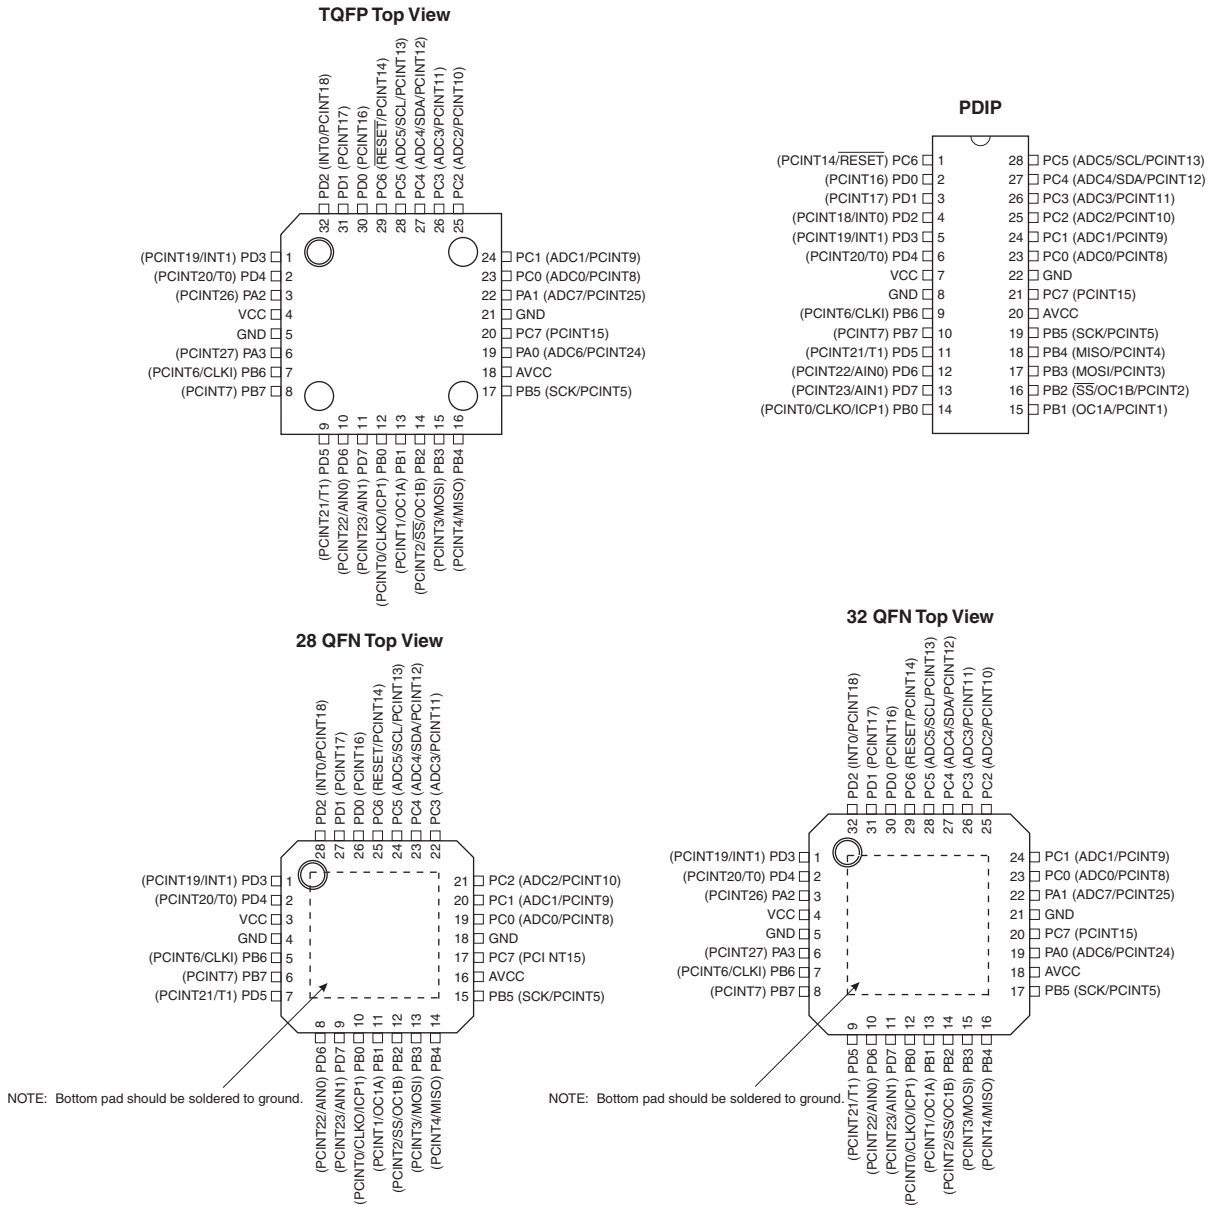 TQFP Top View
32 PD2 (INT0/PCINT18)
31 PD1 (PCINT17)
30 PD0 (PCINT16)
29 PC6 (RESET/PCINT14)
28 PC5 (ADC5/SCL/PCINT13)
27 PC4 (ADC4/SDA/PCINT12)
26 PC3 (ADC3/PCINT11)
25 PC2 (ADC2/PCINT10)
(PCINT19/INT1) PD3 1
(PCINT20/T0) PD4 2
(PCINT26) PA2 3
VCC 4
GND 5
(PCINT27) PA3 6
(PCINT6/CLKI) PB6 7
(PCINT7) PB7 8
24 PC1 (ADC1/PCINT9)
23 PC0 (ADC0/PCINT8)
22 PA1 (ADC7/PCINT25)
21 GND
20 PC7 (PCINT15)
19 PA0 (ADC6/PCINT24)
18 AVCC
17 PB5 (SCK/PCINT5)
(PCINT21/T1) PD5 9
(PCINT22/AIN0) PD6 10
(PCINT23/AIN1) PD7 11
(PCINT0/CLKO/ICP1) PB0 12
(PCINT1/OC1A) PB1 13
(PCINT2/SS/OC1B) PB2 14
(PCINT3/MOSI) PB3 15
(PCINT4/MISO) PB4 16
PDIP
(PCINT14/RESET) PC6 1
(PCINT16) PD0 2
(PCINT17) PD1 3
(PCINT18/INT0) PD2 4
(PCINT19/INT1) PD3 5
(PCINT20/T0) PD4 6
VCC 7
GND 8
(PCINT6/CLKI) PB6 9
(PCINT7) PB7 10
(PCINT21/T1) PD5 11
(PCINT22/AIN0) PD6 12
(PCINT23/AIN1) PD7 13
(PCINT0/CLKO/ICP1) PB0 14
28 PC5 (ADC5/SCL/PCINT13)
27 PC4 (ADC4/SDA/PCINT12)
26 PC3 (ADC3/PCINT11)
25 PC2 (ADC2/PCINT10)
24 PC1 (ADC1/PCINT9)
23 PC0 (ADC0/PCINT8)
22 GND
21 PC7 (PCINT15)
20 AVCC
19 PB5 (SCK/PCINT5)
18 PB4 (MISO/PCINT4)
17 PB3 (MOSI/PCINT3)
16 PB2 (SS/OC1B/PCINT2)
15 PB1 (OC1A/PCINT1)
28 QFN Top View
28 PD2 (INT0/PCINT18)
27 PD1 (PCINT17)
26 PD0 (PCINT16)
25 PC6 (RESET/PCINT14)
24 PC5 (ADC5/SCL/PCINT13)
23 PC4 (ADC4/SDA/PCINT12)
22 PC3 (ADC3/PCINT11)
(PCINT19/INT1) PD3 1
(PCINT20/T0) PD4 2
VCC 3
GND 4
(PCINT6/CLKI) PB6 5
(PCINT7) PB7 6
(PCINT21/T1) PD5 7
21 PC2 (ADC2/PCINT10)
20 PC1 (ADC1/PCINT9)
19 PC0 (ADC0/PCINT8)
18 GND
17 PC7 (PCI NT15)
16 AVCC
15 PB5 (SCK/PCINT5)
(PCINT22/AIN0) PD6 8
(PCINT23/AIN1) PD7 9
(PCINT0/CLKO/ICP1) PB0 10
(PCINT1/OC1A) PB1 11
(PCINT2/SS/OC1B) PB2 12
(PCINT3//MOSI) PB3 13
(PCINT4/MISO) PB4 14
NOTE: Bottom pad should be soldered to ground.
32 QFN Top View
32 PD2 (INT0/PCINT18)
31 PD1 (PCINT17)
30 PD0 (PCINT16)
29 PC6 (RESET/PCINT14)
28 PC5 (ADC5/SCL/PCINT13)
27 PC4 (ADC4/SDA/PCINT12)
26 PC3 (ADC3/PCINT11)
25 PC2 (ADC2/PCINT10)
(PCINT19/INT1) PD3 1
(PCINT20/T0) PD4 2
(PCINT26) PA2 3
VCC 4
GND 5
(PCINT27) PA3 6
(PCINT6/CLKI) PB6 7
(PCINT7) PB7 8
24 PC1 (ADC1/PCINT9)
23 PC0 (ADC0/PCINT8)
22 PA1 (ADC7/PCINT25)
21 GND
20 PC7 (PCINT15)
19 PA0 (ADC6/PCINT24)
18 AVCC
17 PB5 (SCK/PCINT5)
(PCINT21/T1) PD5 9
(PCINT22/AIN0) PD6 10
(PCINT23/AIN1) PD7 11
(PCINT0/CLKO/ICP1) PB0 12
(PCINT1/OC1A) PB1 13
(PCINT2/SS/OC1B) PB2 14
(PCINT3/MOSI) PB3 15
(PCINT4/MISO) PB4 16
NOTE: Bottom pad should be soldered to ground.